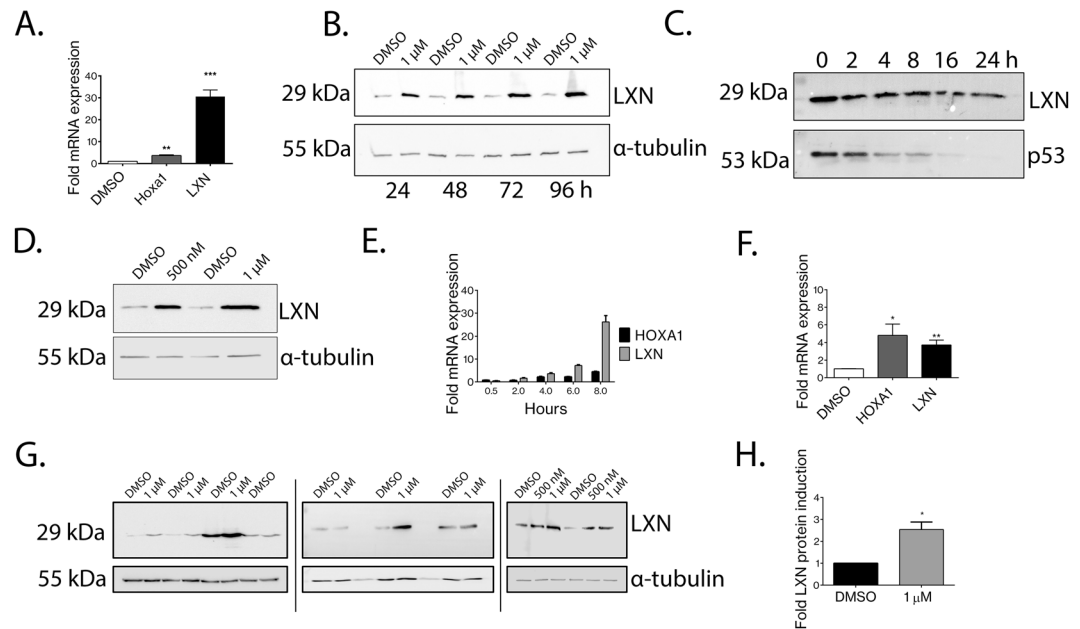 A.
Fold mRNA expression
40
30
20
10
0
**
***
DMSO
Hoxa1
LXN
B.
DMSO 1 µM DMSO 1 µM DMSO 1 µM DMSO 1 µM
29 kDa LXN
55 kDa α-tubulin
24 48 72 96 h
C.
0 2 4 8 16 24 h
29 kDa LXN
53 kDa p53
D.
DMSO 500 nM DMSO 1 µM
29 kDa LXN
55 kDa α-tubulin
E.
Fold mRNA expression
40
30
20
10
0
0.5 2.0 4.0 6.0 8.0
Hours
HOXA1
LXN
F.
Fold mRNA expression
10
8
6
4
2
0
*
**
DMSO
HOXA1
LXN
G.
DMSO 1 µM DMSO 1 µM DMSO 1 µM DMSO
DMSO 1 µM DMSO 1 µM DMSO 1 µM
DMSO 500 nM 1 µM DMSO 500 nM 1 µM
29 kDa LXN
55 kDa α-tubulin
H.
Fold LXN protein induction
4
3
2
1
0
*
DMSO 1 µM